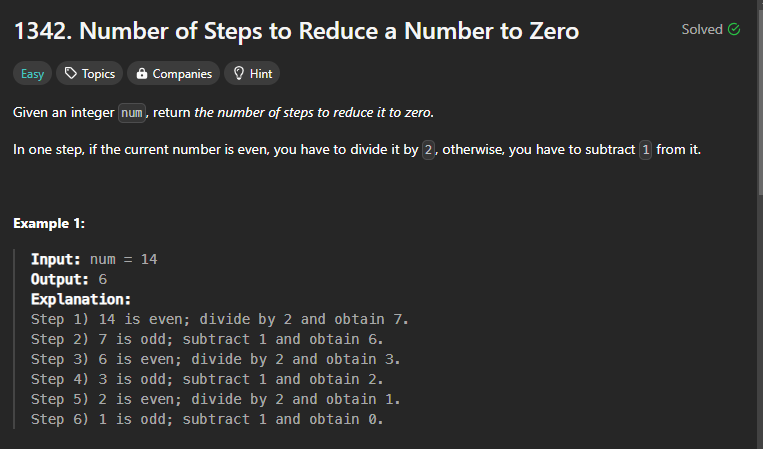 1342. Number of Steps to Reduce a Number to Zero
Solved
Easy Topics Companies Hint
Given an integer num, return the number of steps to reduce it to zero.
In one step, if the current number is even, you have to divide it by 2, otherwise, you have to subtract 1 from it.
Example 1:
Input: num = 14
Output: 6
Explanation:
Step 1) 14 is even; divide by 2 and obtain 7.
Step 2) 7 is odd; subtract 1 and obtain 6.
Step 3) 6 is even; divide by 2 and obtain 3.
Step 4) 3 is odd; subtract 1 and obtain 2.
Step 5) 2 is even; divide by 2 and obtain 1.
Step 6) 1 is odd; subtract 1 and obtain 0.